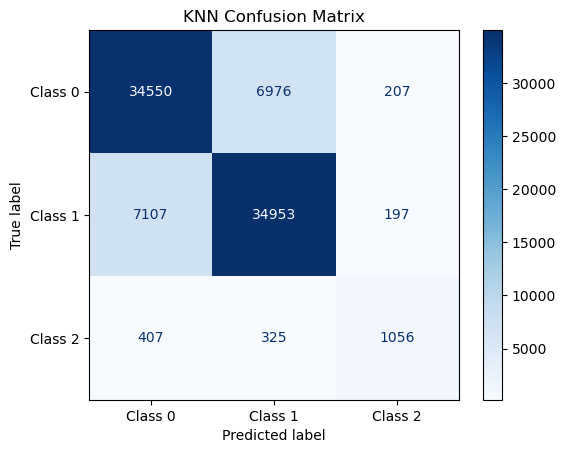 KNN Confusion Matrix
Class 0 34550 6976 207
Class 1 7107 34953 197
Class 2 407 325 1056
Class 0 Class 1 Class 2
Predicted label
True label
30000
25000
20000
15000
10000
5000